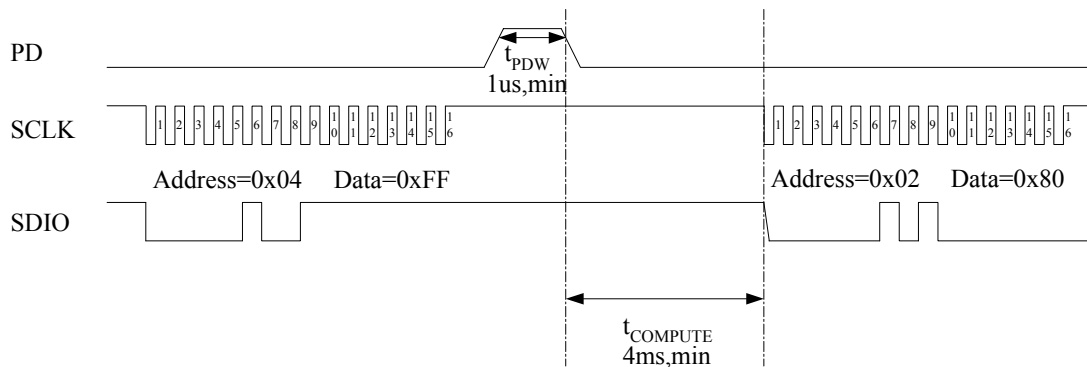 PD
t_PDW
1us,min
SCLK
1 2 3 4 5 6 7 8 9 10 11 12 13 14 15 16
1 2 3 4 5 6 7 8 9 10 11 12 13 14 15 16
Address=0x04 Data=0xFF
Address=0x02 Data=0x80
SDIO
t_COMPUTE
4ms,min